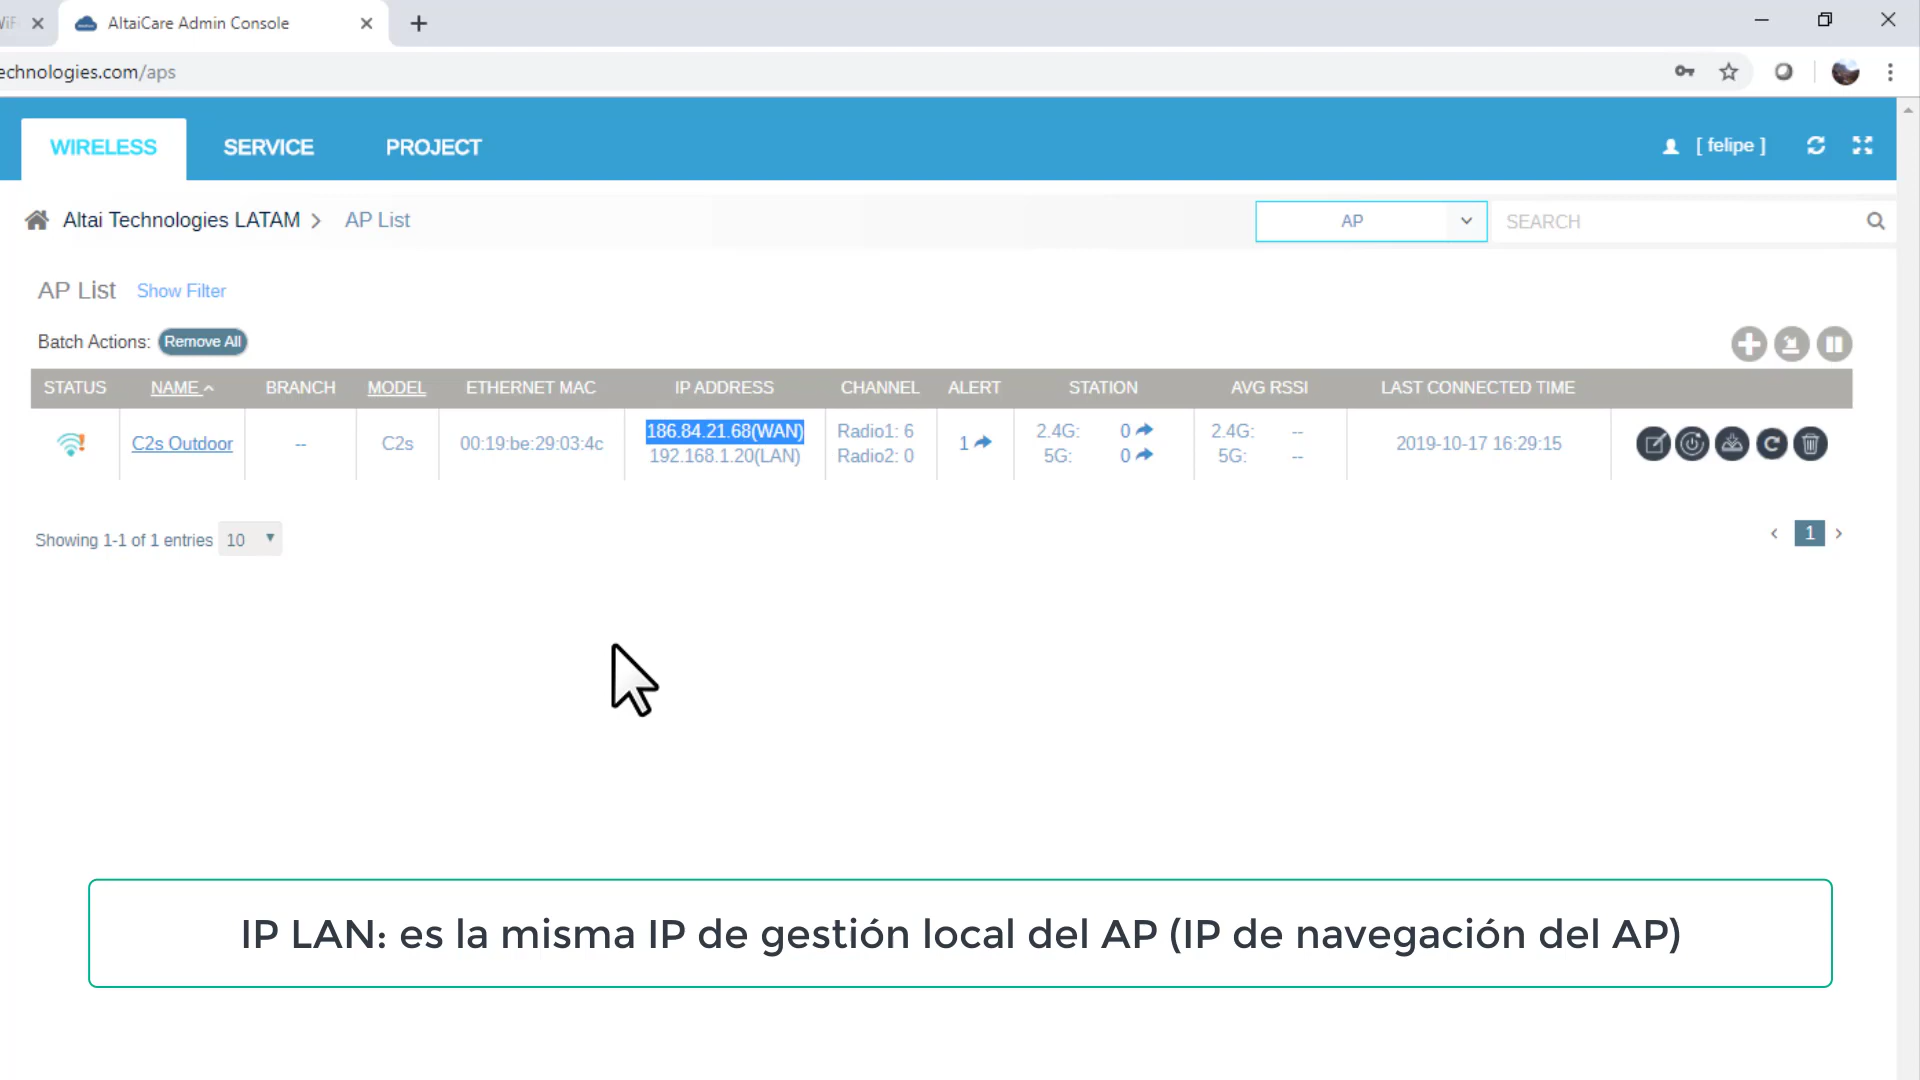 AltaiCare Admin Console
echnologies.com/aps
WIRELESS SERVICE PROJECT [ felipe ]
Altai Technologies LATAM AP List AP SEARCH
AP List Show Filter
Batch Actions: Remove All
STATUS NAME BRANCH MODEL ETHERNET MAC IP ADDRESS CHANNEL ALERT STATION AVG RSSI LAST CONNECTED TIME
186.84.21.68(WAN) Radio1: 6 2.4G: 0 2.4G: --
C2s Outdoor -- C2s 00:19:be:29:03:4c 1 2019-10-17 16:29:15
192.168.1.20(LAN) Radio2: 0 5G: 0 5G: --
Showing 1-1 of 1 entries 10 ‹ 1 ›
IP LAN: es la misma IP de gestión local del AP (IP de navegación del AP)